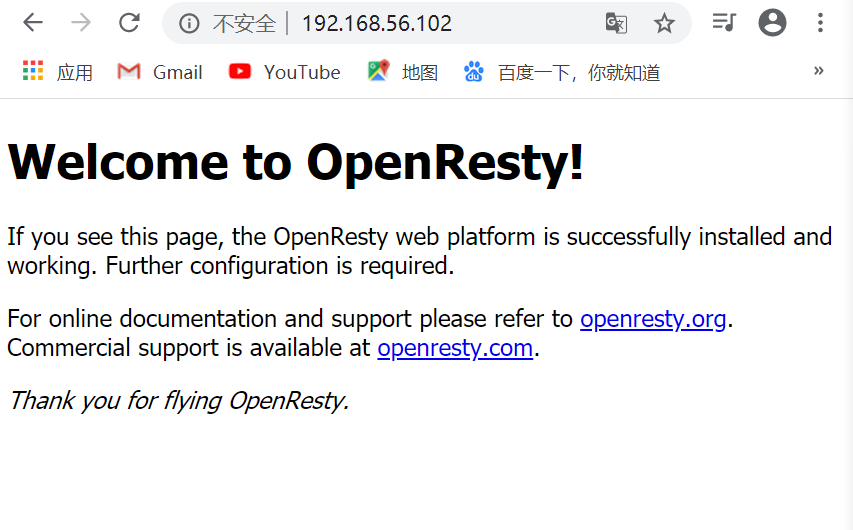 不安全 192.168.56.102
应用 Gmail YouTube 地图 百度一下，你就知道 »
Welcome to OpenResty!
If you see this page, the OpenResty web platform is successfully installed and
working. Further configuration is required.
For online documentation and support please refer to openresty.org.
Commercial support is available at openresty.com.
Thank you for flying OpenResty.